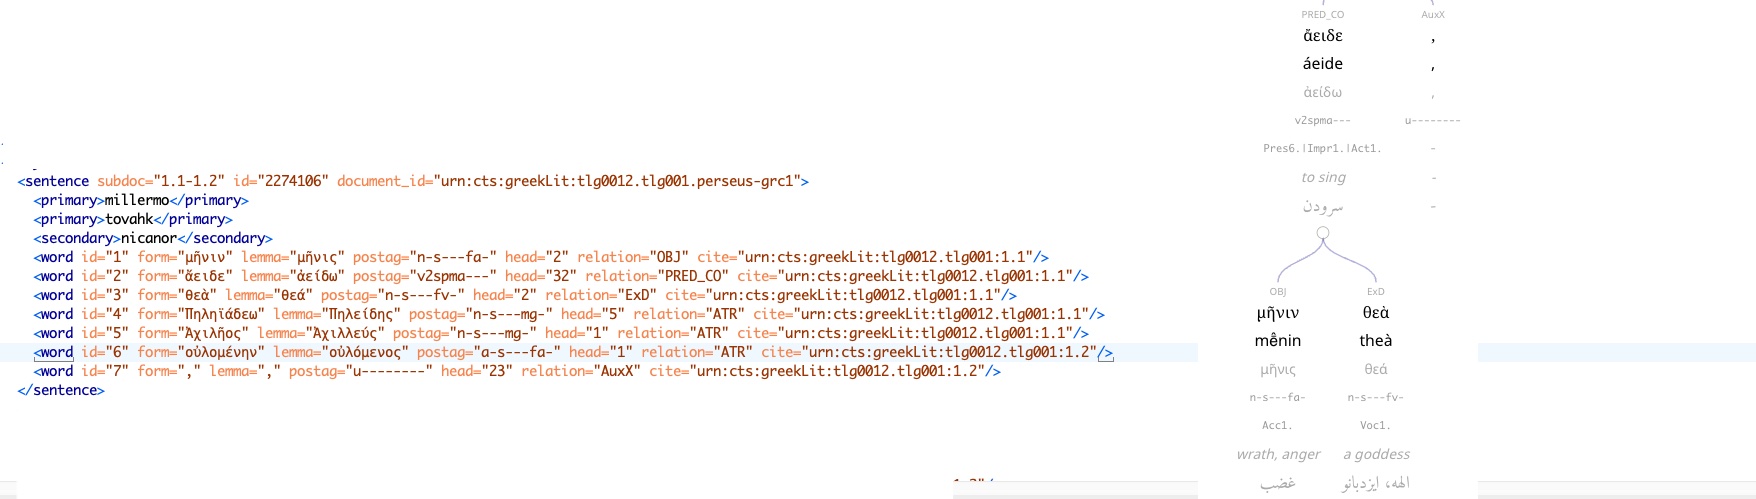 <sentence subdoc="1.1-1.2" id="2274106" document_id="urn:cts:greekLit:tlg0012.tlg001.perseus-grc1">
<primary>millermo</primary>
<primary>tovahk</primary>
<secondary>nicanor</secondary>
<word id="1" form="μῆνιν" lemma="μῆνις" postag="n-s---fa-" head="2" relation="OBJ" cite="urn:cts:greekLit:tlg0012.tlg001:1.1"/>
<word id="2" form="ἄειδε" lemma="ἀείδω" postag="v2spma---" head="32" relation="PRED_CO" cite="urn:cts:greekLit:tlg0012.tlg001:1.1"/>
<word id="3" form="θεὰ" lemma="θεά" postag="n-s---fv-" head="2" relation="ExD" cite="urn:cts:greekLit:tlg0012.tlg001:1.1"/>
<word id="4" form="Πηληϊάδεω" lemma="Πηλείδης" postag="n-s---mg-" head="5" relation="ATR" cite="urn:cts:greekLit:tlg0012.tlg001:1.1"/>
<word id="5" form="Ἀχιλῆος" lemma="Ἀχιλλεύς" postag="n-s---mg-" head="1" relation="ATR" cite="urn:cts:greekLit:tlg0012.tlg001:1.1"/>
<word id="6" form="οὐλομένην" lemma="οὐλόμενος" postag="a-s---fa-" head="1" relation="ATR" cite="urn:cts:greekLit:tlg0012.tlg001:1.2"/>
<word id="7" form="," lemma="," postag="u--------" head="23" relation="AuxX" cite="urn:cts:greekLit:tlg0012.tlg001:1.2"/>
</sentence>
PRED_CO AuxX
ἄειδε ,
áeide ,
ἀείδω ,
v2spma--- u--------
Pres6.|Impr1.|Act1. -
to sing -
سرودن -
OBJ ExD
μῆνιν θεὰ
mê̄nin theà
μῆνις θεά
n-s---fa- n-s---fv-
Acc1. Voc1.
wrath, anger a goddess
غضب الهه، ایزدبانو